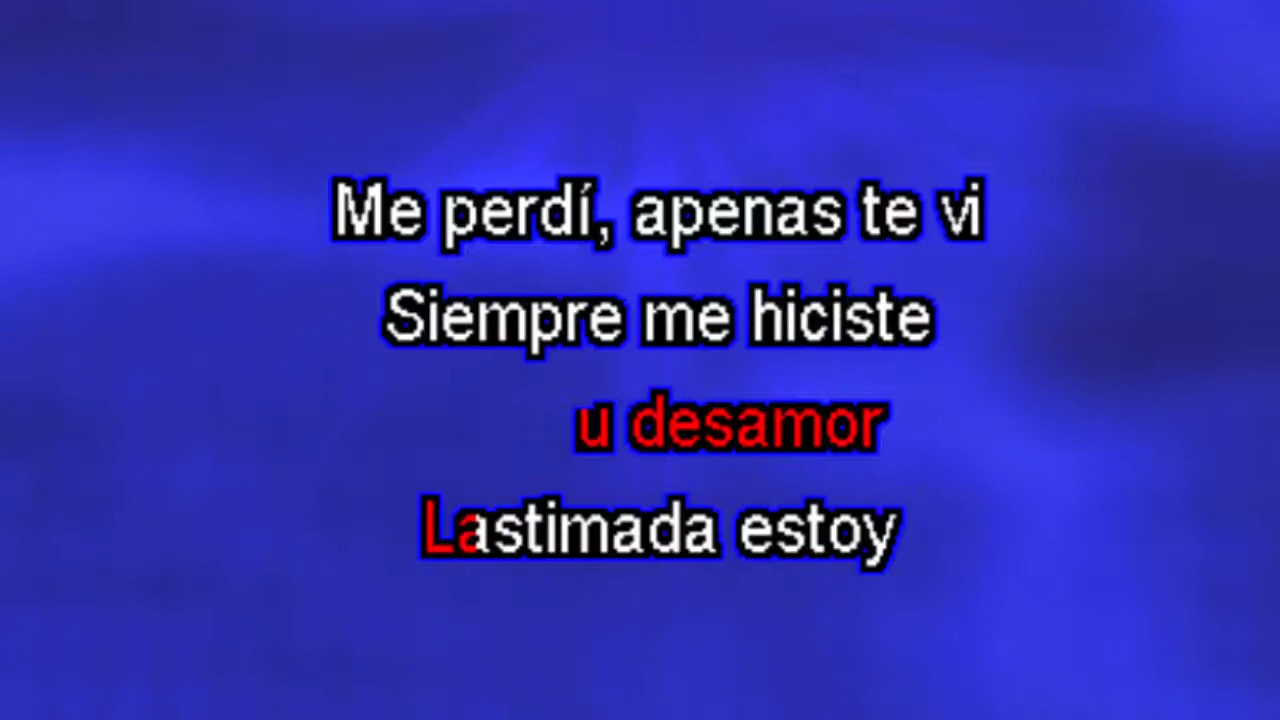 Me perdí, apenas te vi
Siempre me hiciste
u desamor
Lastimada estoy